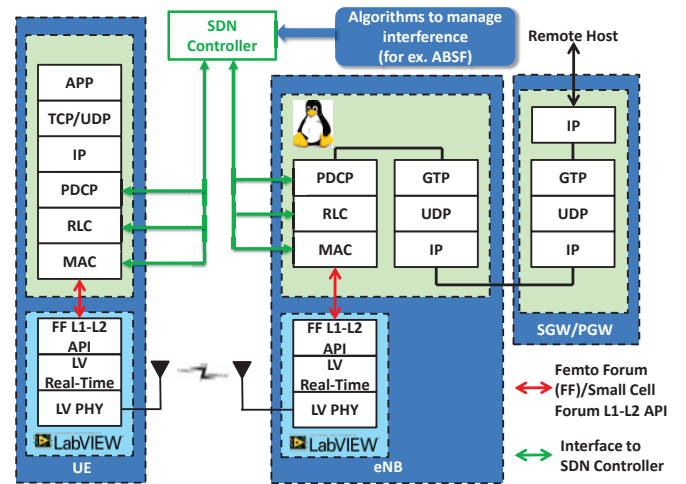 SDN
Controller
Algorithms to manage
interference
(for ex. ABSF)
Remote Host
APP
TCP/UDP
IP
PDCP
RLC
MAC
FF L1-L2
API
LV
Real-Time
LV PHY
LabVIEW
UE
PDCP
RLC
MAC
GTP
UDP
IP
FF L1-L2
API
LV
Real-Time
LV PHY
LabVIEW
eNB
IP
GTP
UDP
IP
SGW/PGW
Femto Forum
(FF)/Small Cell
Forum L1-L2 API
Interface to
SDN Controller